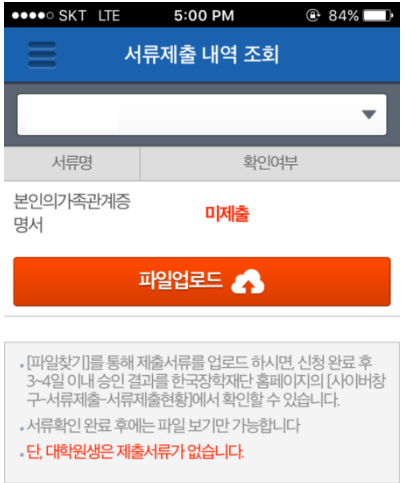 SKT LTE 5:00 PM 84%
서류제출 내역 조회
서류명 확인여부
본인의가족관계증
명서
미제출
파일업로드
• [파일찾기]를 통해 제출서류를 업로드 하시면, 신청 완료 후
3~4일 이내 승인 결과를 한국장학재단 홈페이지의 [사이버창
구-서류제출-서류제출현황]에서 확인할 수 있습니다.
• 서류확인 완료 후에는 파일 보기만 가능합니다
• 단, 대학원생은 제출서류가 없습니다.